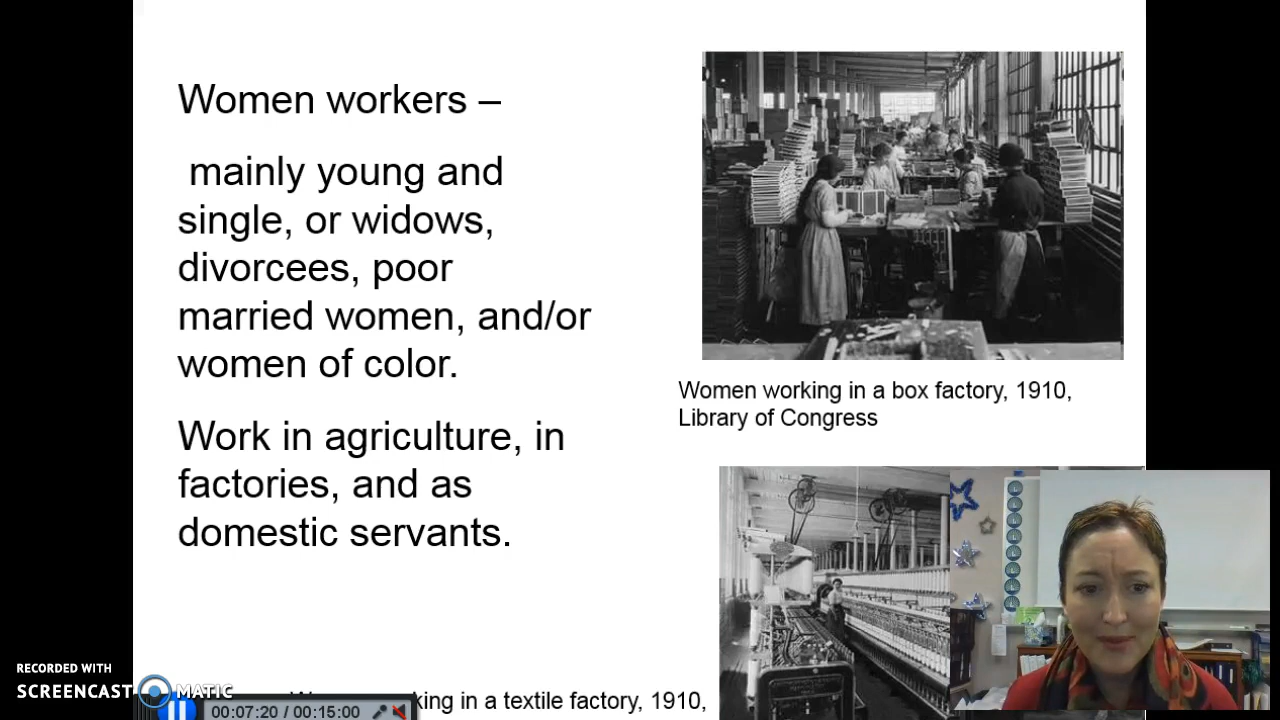 Women workers –
mainly young and
single, or widows,
divorcees, poor
married women, and/or
women of color.
Work in agriculture, in
factories, and as
domestic servants.
Women working in a box factory, 1910,
Library of Congress
king in a textile factory, 1910,
RECORDED WITH
SCREENCAST MATIC
00:07:20 / 00:15:00